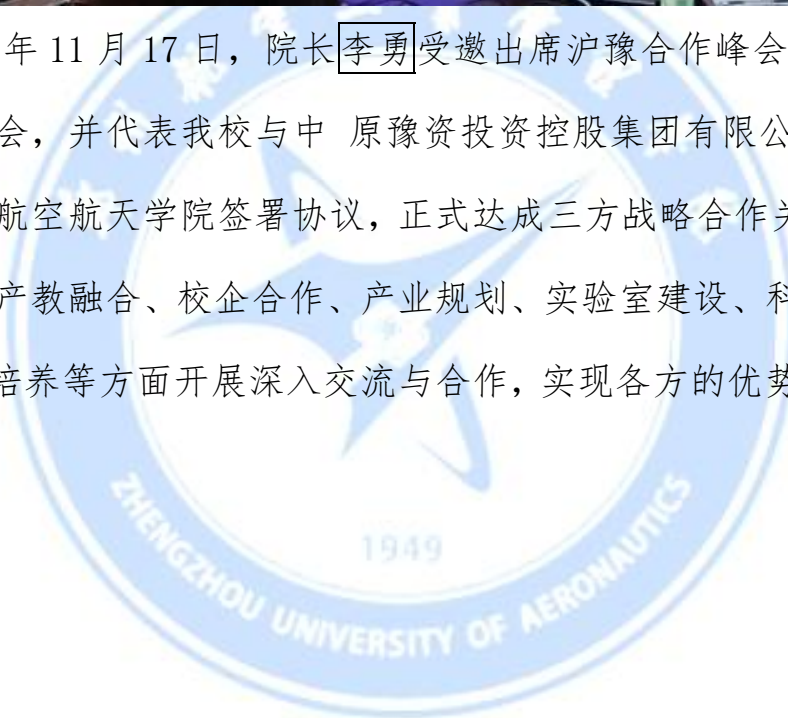 年 11 月 17 日，院长李勇受邀出席沪豫合作峰会
会，并代表我校与中 原豫资投资控股集团有限公
航空航天学院签署协议，正式达成三方战略合作关
产教融合、校企合作、产业规划、实验室建设、科
培养等方面开展深入交流与合作，实现各方的优势
1949
ZHENGZHOU UNIVERSITY OF AERONAUTICS